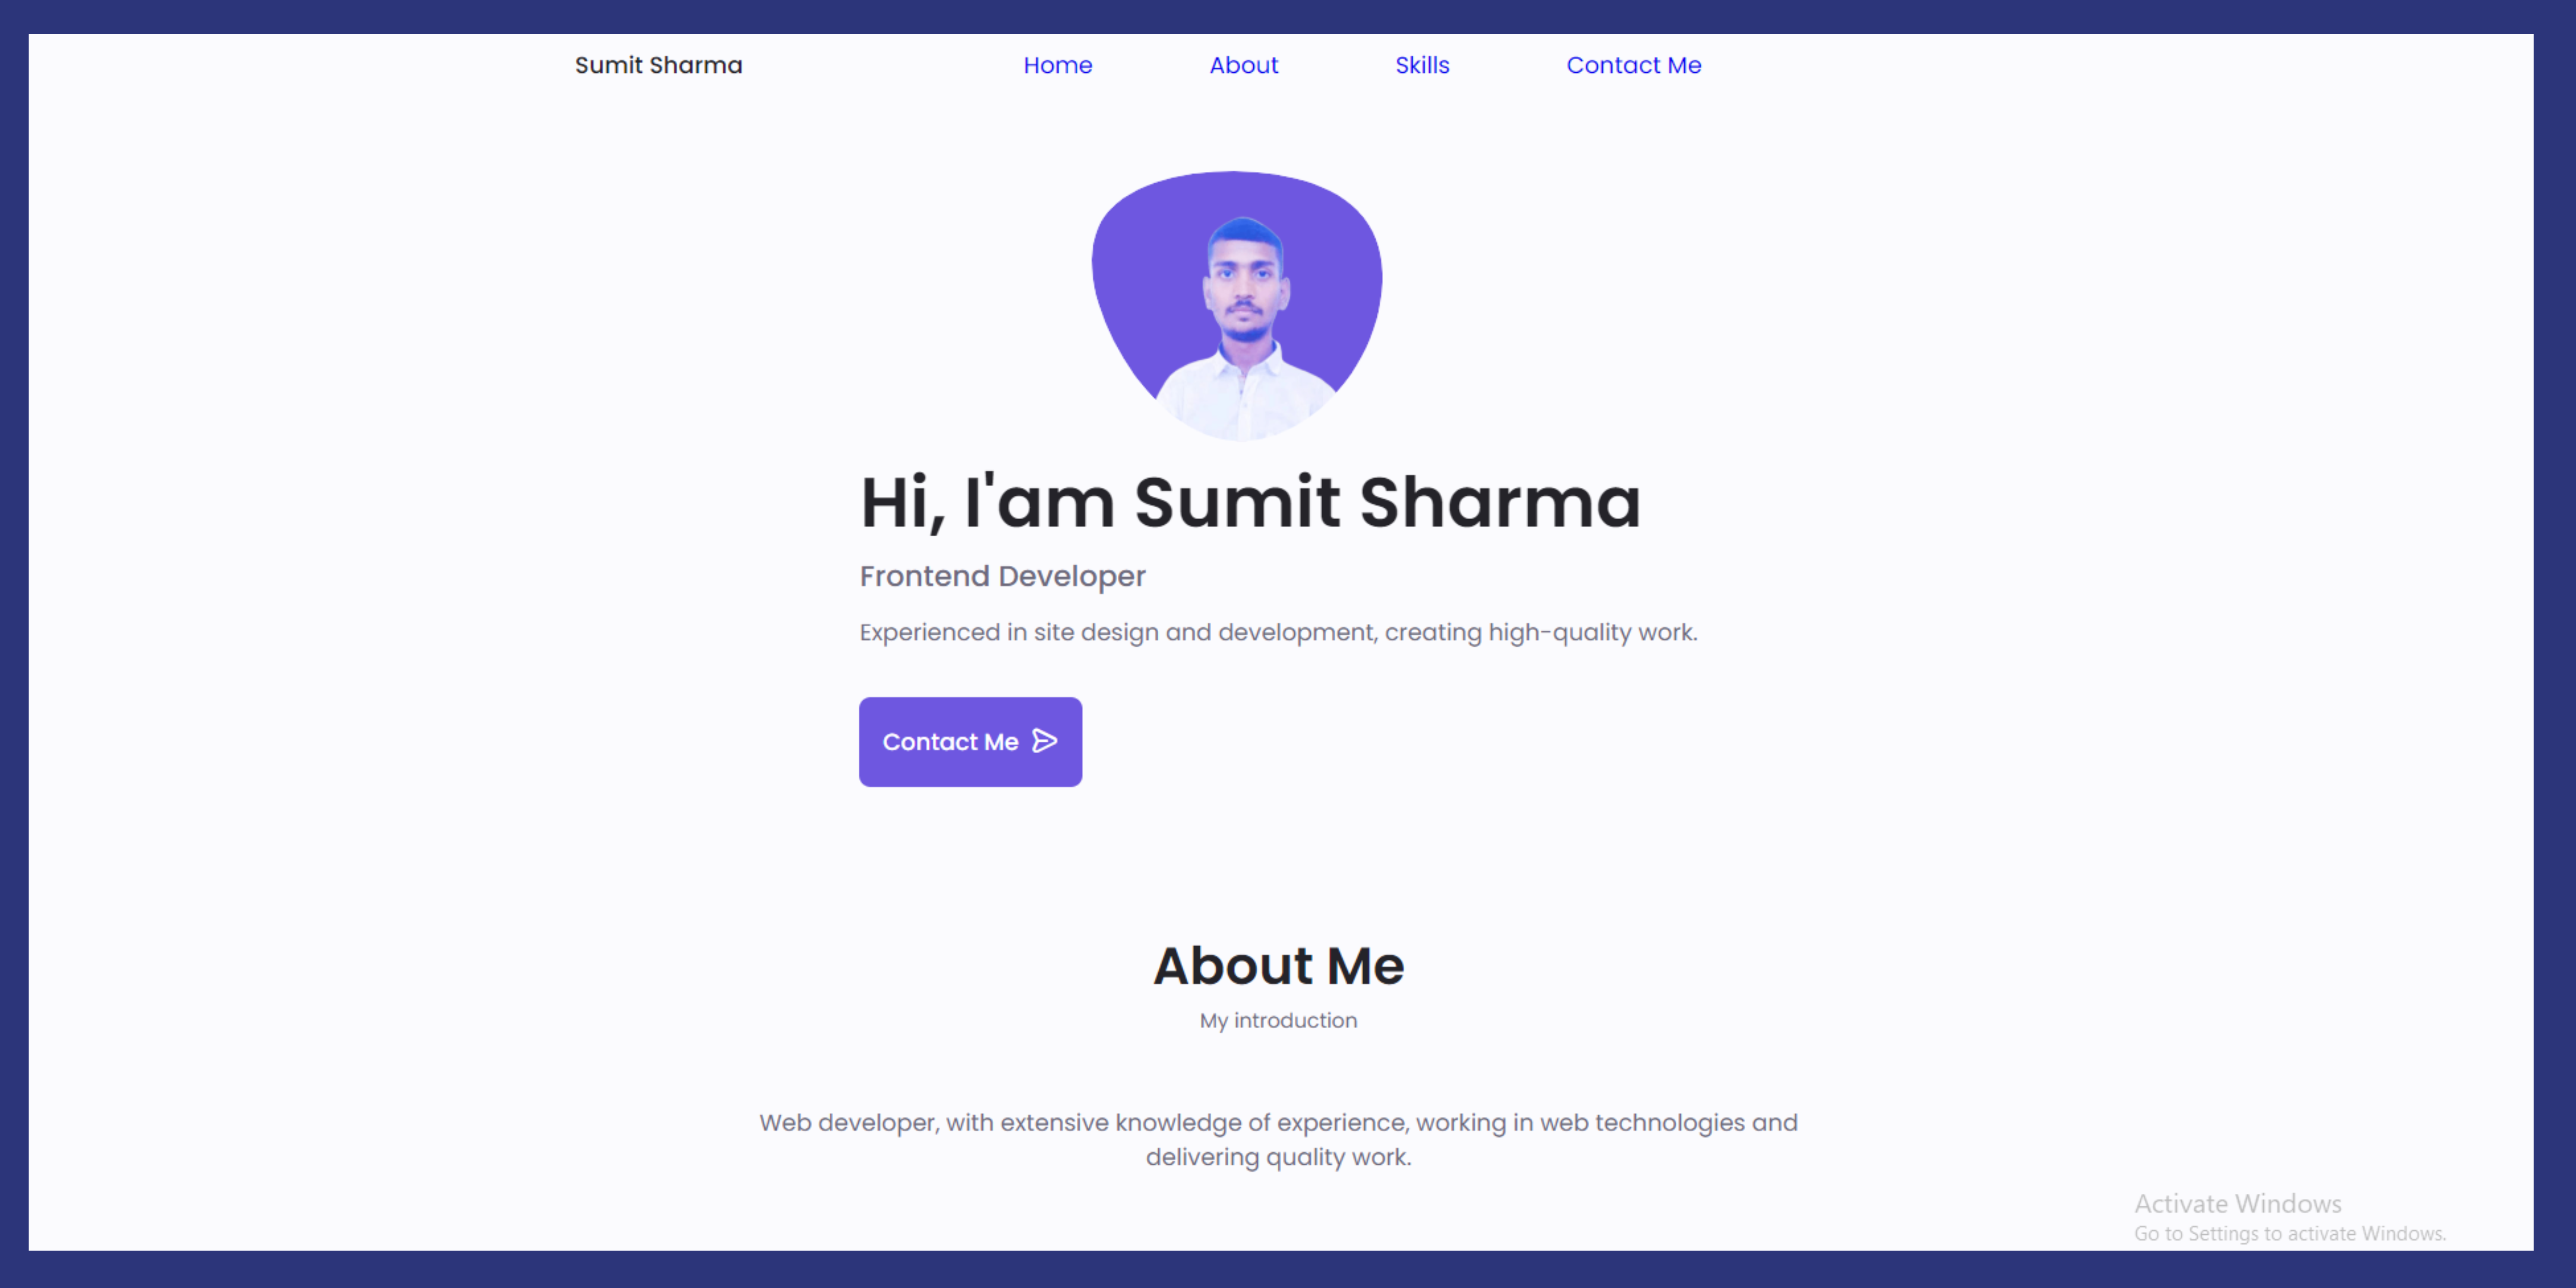 Sumit Sharma Home About Skills Contact Me
Hi, I'am Sumit Sharma
Frontend Developer
Experienced in site design and development, creating high-quality work.
Contact Me
About Me
My introduction
Web developer, with extensive knowledge of experience, working in web technologies and
delivering quality work.
Activate Windows
Go to Settings to activate Windows.